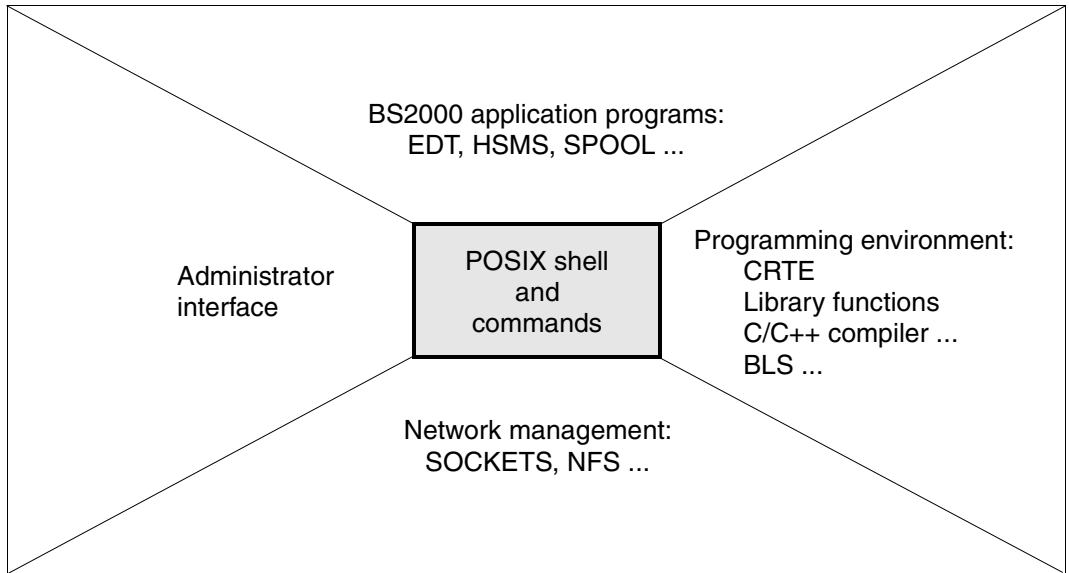 BS2000 application programs:
EDT, HSMS, SPOOL ...
Administrator
interface
POSIX shell
and
commands
Programming environment:
CRTE
Library functions
C/C++ compiler ...
BLS ...
Network management:
SOCKETS, NFS ...